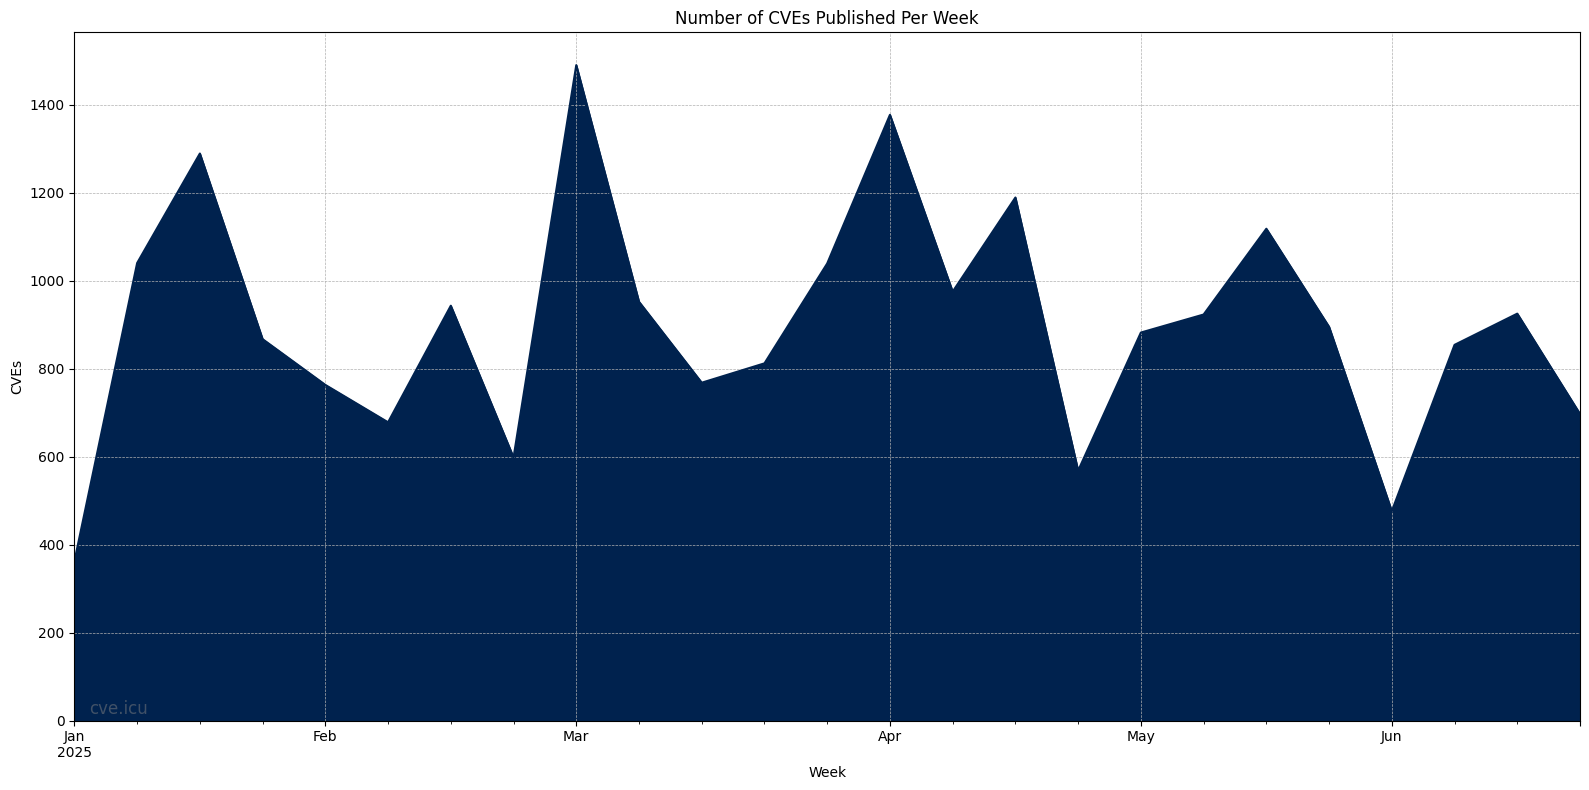 Number of CVEs Published Per Week
1400
1200
1000
800
600
400
200
0
CVEs
cve.icu
Jan Feb Mar Apr May Jun
2025
Week